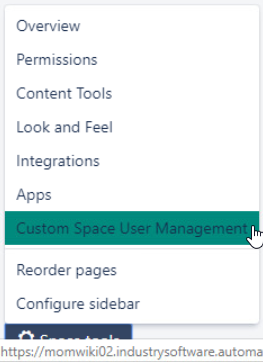 Overview
Permissions
Content Tools
Look and Feel
Integrations
Apps
Custom Space User Management
Reorder pages
Configure sidebar
Space tools
https://momwiki02.industrysoftware.automa